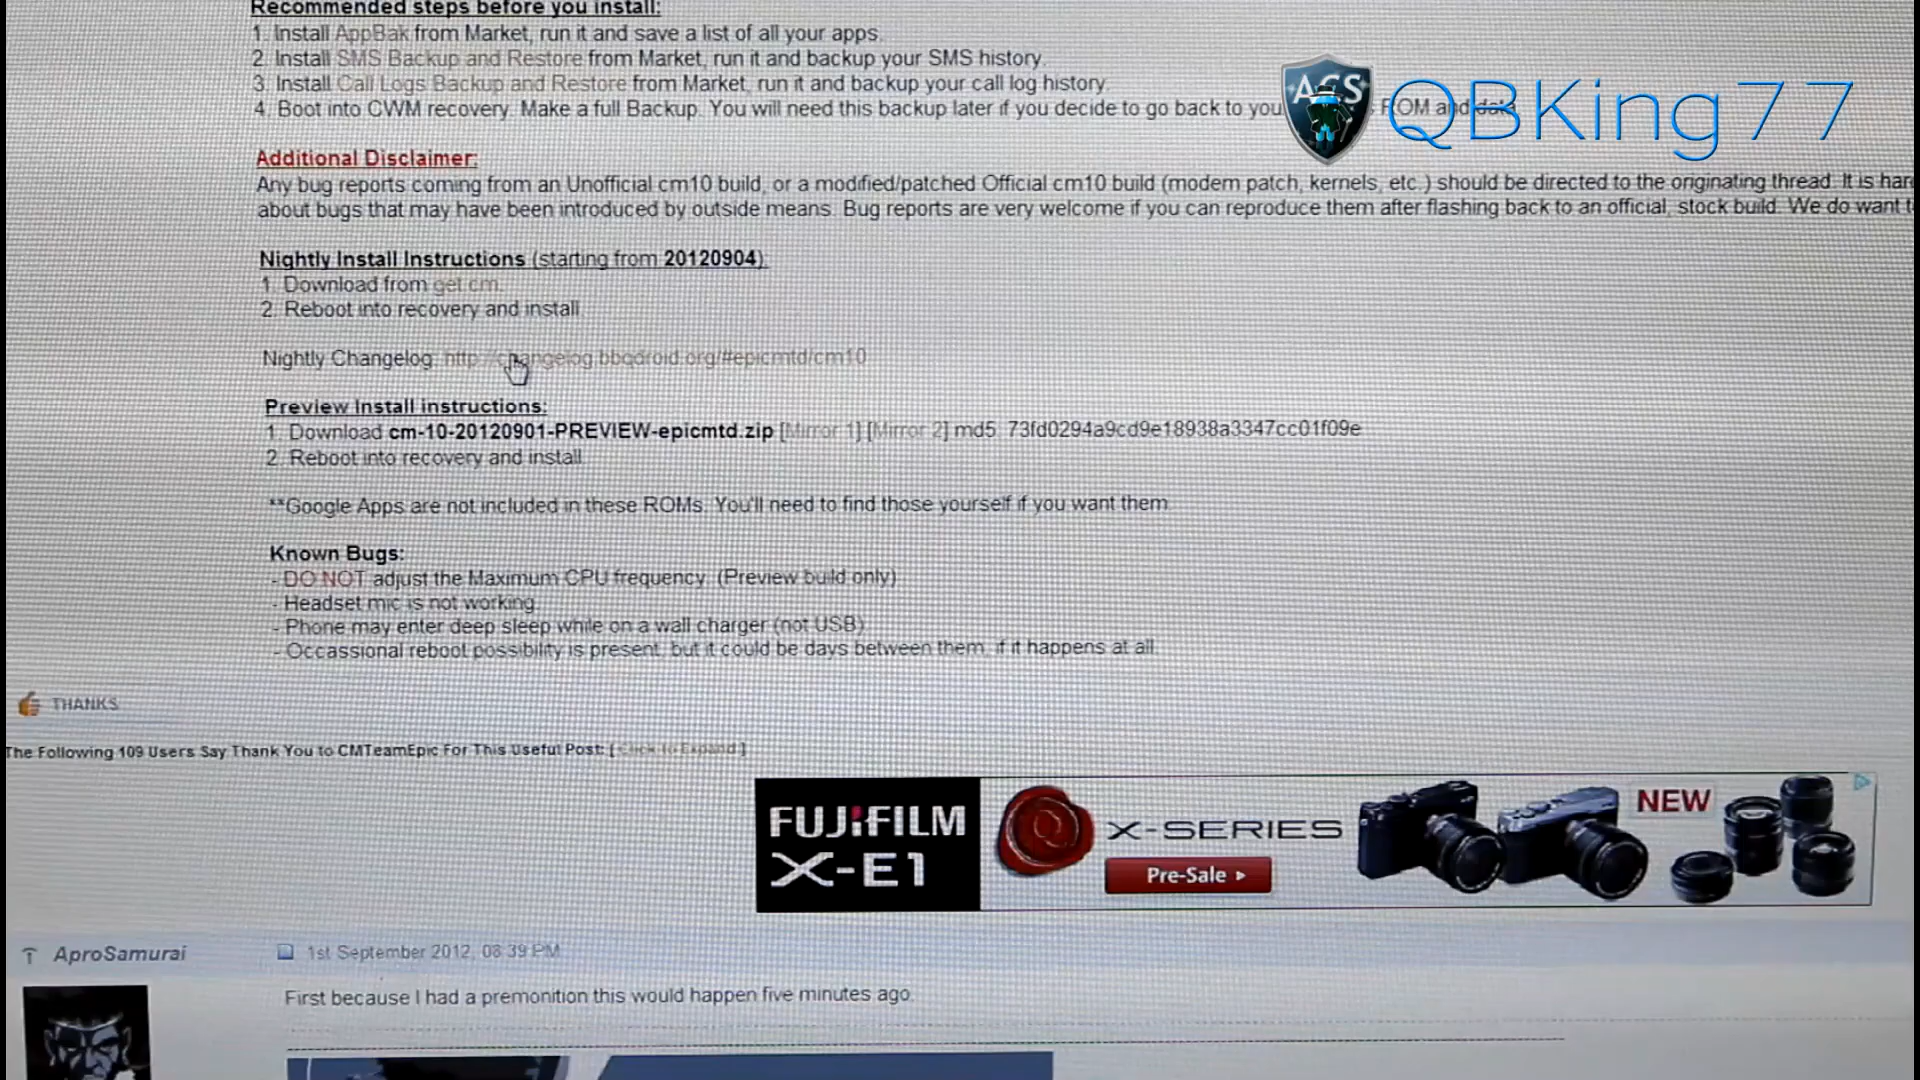 Recommended steps before you install:
1. Install AppBak from Market, run it and save a list of all your apps.
2. Install SMS Backup and Restore from Market, run it and backup your SMS history.
3. Install Call Logs Backup and Restore from Market, run it and backup your call log history.
4. Boot into CWM recovery. Make a full Backup. You will need this backup later if you decide to go back to you ROM and data
ACS QBKing77
Additional Disclaimer:
Any bug reports coming from an Unofficial cm10 build, or a modified/patched Official cm10 build (modem patch, kernels, etc.) should be directed to the originating thread. It is
about bugs that may have been introduced by outside means. Bug reports are very welcome if you can reproduce them after flashing back to an official, stock build. We do want
Nightly Install Instructions (starting from 20120904):
1. Download from get.cm.
2. Reboot into recovery and install.
Nightly Changelog: http://changelog.bbqdroid.org/#epicmtd/cm10
Preview Install instructions:
1. Download cm-10-20120901-PREVIEW-epicmtd.zip [Mirror 1] [Mirror 2] md5: 73fd0294a9cd9e18938a3347cc01f09e
2. Reboot into recovery and install.
**Google Apps are not included in these ROMs. You'll need to find those yourself if you want them.
Known Bugs:
- DO NOT adjust the Maximum CPU frequency. (Preview build only)
- Headset mic is not working.
- Phone may enter deep sleep while on a wall charger (not USB)
- Occassional reboot possibility is present, but it could be days between them, if it happens at all.
THANKS
The Following 109 Users Say Thank You to CMTeamEpic For This Useful Post: [ Click to Expand ]
FUJIFILM
X-E1
X-SERIES
Pre-Sale
NEW
AproSamurai
1st September 2012, 08:39 PM
First because I had a premonition this would happen five minutes ago.